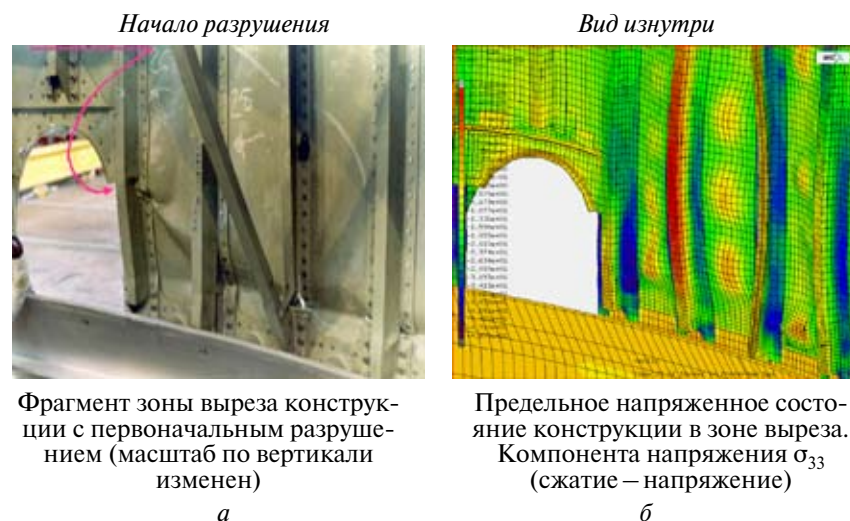 Начало разрушения
Вид изнутри
Фрагмент зоны выреза конструк-
ции с первоначальным разруше-
нием (масштаб по вертикали
изменен)
а
Предельное напряженное состо-
яние конструкции в зоне выреза.
Компонента напряжения σ33
(сжатие – напряжение)
б